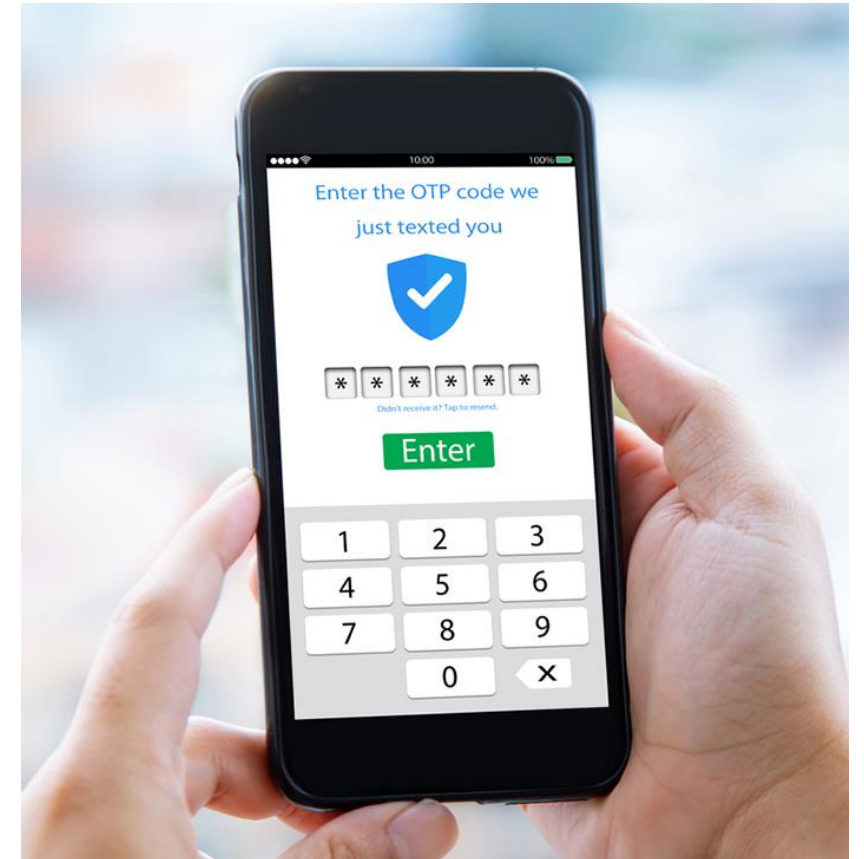 10:00 100%
Enter the OTP code we
just texted you
* * * * * *
Didn't receive it? Tap to resend.
Enter
1 2 3
4 5 6
7 8 9
0 X